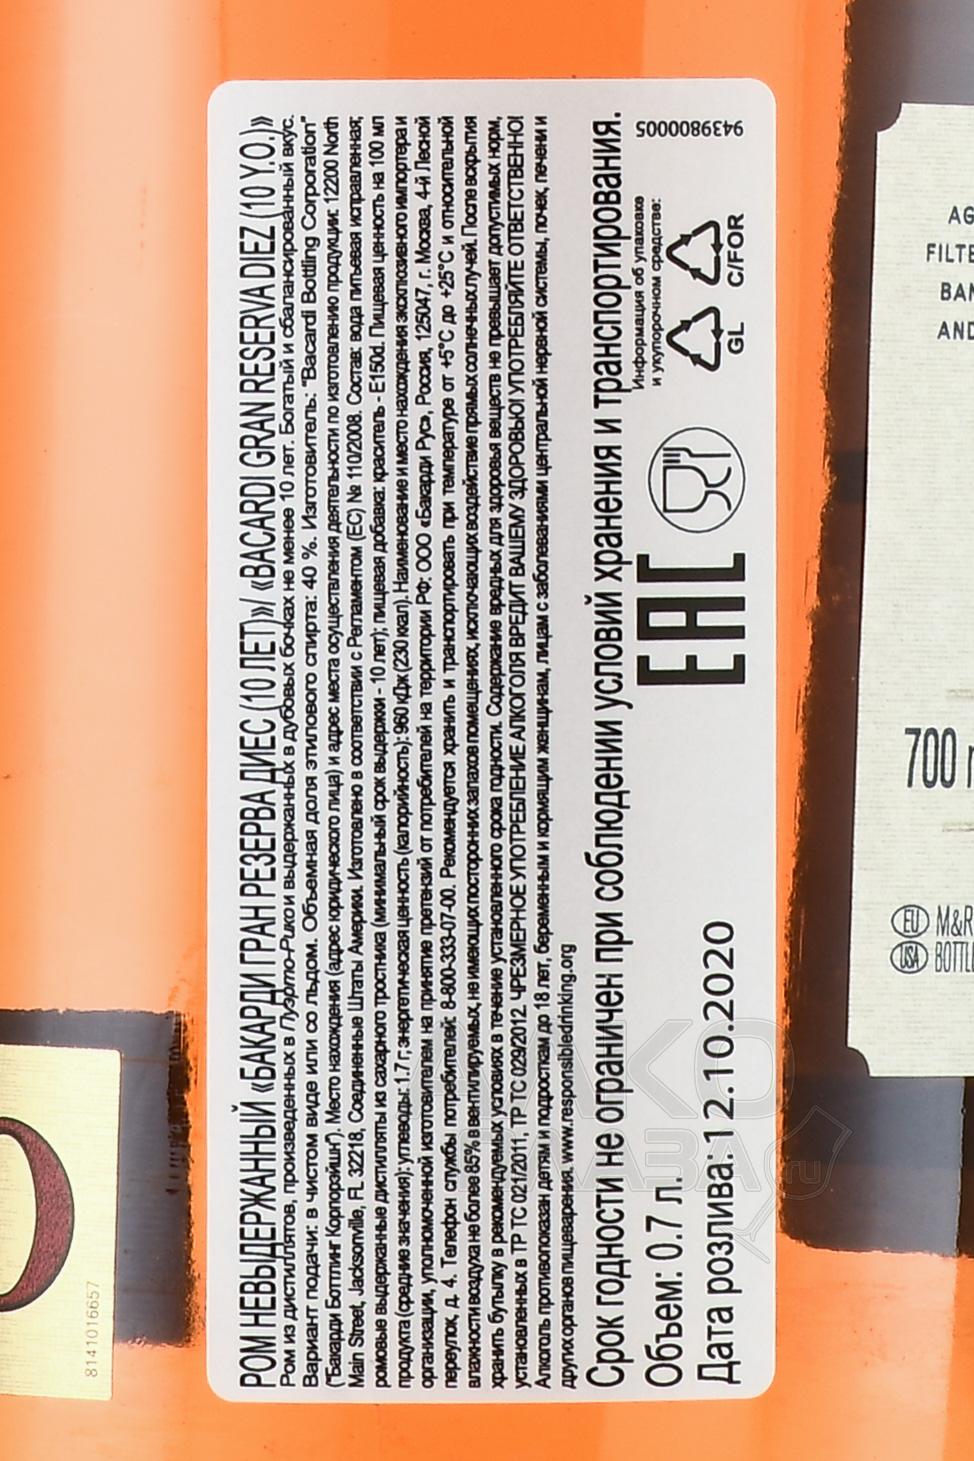 РОМ НЕВЫДЕРЖАННЫЙ «БАКАРДИ ГРАН РЕЗЕРВА ДИЕС (10 ЛЕТ)»/ «BACARDI GRAN RESERVA DIEZ (10 Y.O.)»
Ром из дистиллятов, произведенных в Пуэрто-Рико и выдержанных в дубовых бочках не менее 10 лет. Богатый и сбалансированный вкус.
Вариант подачи: в чистом виде или со льдом. Объемная доля этилового спирта: 40 %. Изготовитель: "Bacardi Bottling Corporation"
("Бакарди Боттлинг Корпорэйшн"). Место нахождения (адрес юридического лица) и адрес места осуществления деятельности по изготовлению продукции: 12200 North
Main Street, Jacksonville, FL 32218, Соединенные Штаты Америки. Изготовлено в соответствии с Регламентом (ЕС) № 110/2008. Состав: вода питьевая исправленная;
ромовые выдержанные дистилляты из сахарного тростника (минимальный срок выдержки - 10 лет); пищевая добавка: краситель - Е150d. Пищевая ценность на 100 мл
продукта (средние значения): углеводы: 1.7 г; энергетическая ценность (калорийность): 960 кДж (230 ккал). Наименование и место нахождения эксклюзивного импортера и
организации, уполномоченной изготовителем на принятие претензий от потребителей на территории РФ: ООО «Бакарди Рус», Россия, 125047, г. Москва, 4-й Лесной
переулок, д. 4. Телефон службы потребителей: 8-800-333-07-00. Рекомендуется хранить и транспортировать при температуре от +5°С до +25°С и относительной
влажности воздуха не более 85% в вентилируемых, не имеющих посторонних запахов помещениях, исключающих воздействие прямых солнечных лучей. После вскрытия
хранить бутылку в рекомендуемых условиях в течение установленного срока годности. Содержание вредных для здоровья веществ не превышает допустимых норм,
установленных в ТР ТС 021/2011, ТР ТС 029/2012. ЧРЕЗМЕРНОЕ УПОТРЕБЛЕНИЕ АЛКОГОЛЯ ВРЕДИТ ВАШЕМУ ЗДОРОВЬЮ! УПОТРЕБЛЯЙТЕ ОТВЕТСТВЕННО!
Алкоголь противопоказан детям и подросткам до 18 лет, беременным и кормящим женщинам, лицам с заболеваниями центральной нервной системы, почек, печени и
других органов пищеварения. www.responsibledrinking.org
Срок годности не ограничен при соблюдении условий хранения и транспортирования.
Объем: 0.7 л.
Дата розлива: 12.10.2020
EAC
Информация об упаковке
и укупорочном средстве:
GL
C/FOR
9439800005
8141016657
AG
FILTE
BAN
AND
700
EU M&R
USA BOTTLE